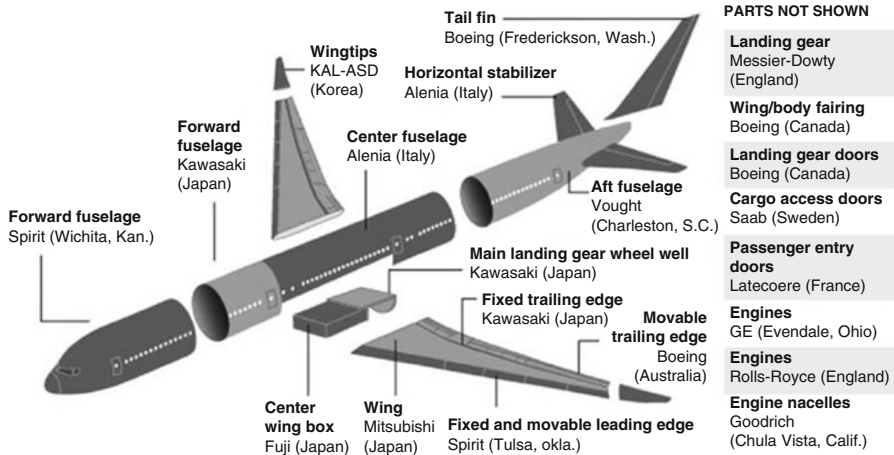 Tail fin
Boeing (Frederickson, Wash.)
Wingtips
KAL-ASD
(Korea)
Horizontal stabilizer
Alenia (Italy)
Forward
fuselage
Kawasaki
(Japan)
Center fuselage
Alenia (Italy)
Aft fuselage
Vought
(Charleston, S.C.)
Forward fuselage
Spirit (Wichita, Kan.)
Main landing gear wheel well
Kawasaki (Japan)
Fixed trailing edge
Kawasaki (Japan)
Movable
trailing edge
Boeing
(Australia)
Center
wing box
Fuji (Japan)
Wing
Mitsubishi
(Japan)
Fixed and movable leading edge
Spirit (Tulsa, okla.)
PARTS NOT SHOWN
Landing gear
Messier-Dowty
(England)
Wing/body fairing
Boeing (Canada)
Landing gear doors
Boeing (Canada)
Cargo access doors
Saab (Sweden)
Passenger entry
doors
Latecoere (France)
Engines
GE (Evendale, Ohio)
Engines
Rolls-Royce (England)
Engine nacelles
Goodrich
(Chula Vista, Calif.)